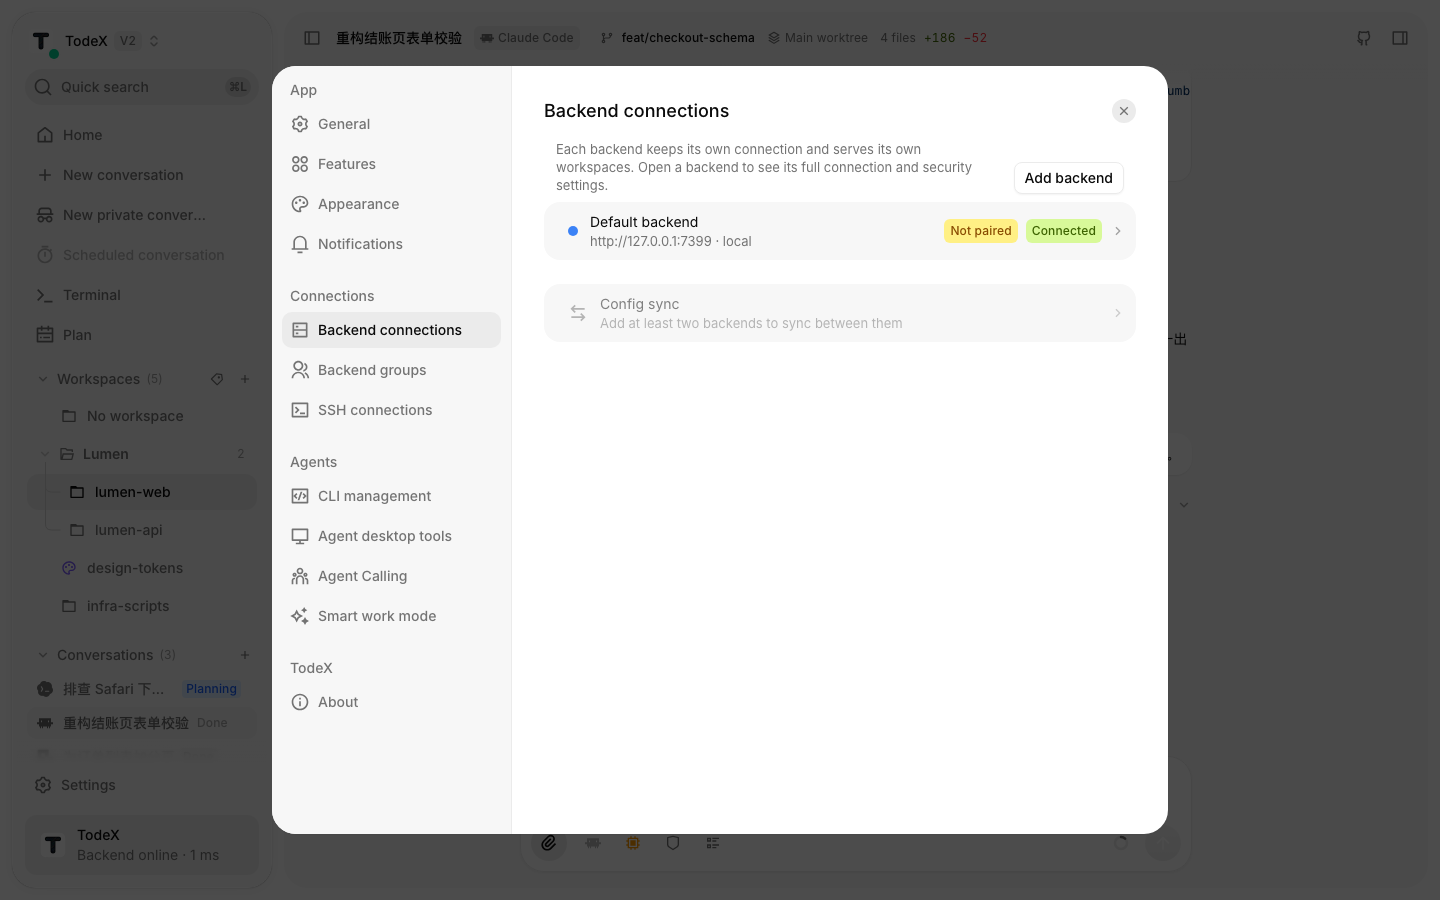 TodeX V2
Quick search ⌘L
Home
New conversation
New private conver...
Scheduled conversation
Terminal
Plan
Workspaces (5)
No workspace
Lumen 2
lumen-web
lumen-api
design-tokens
infra-scripts
Conversations (3)
排查 Safari 下... Planning
重构结账页表单校验 Done
Settings
TodeX
Backend online · 1 ms
重构结账页表单校验 Claude Code feat/checkout-schema Main worktree 4 files +186 −52
umb
出
App
General
Features
Appearance
Notifications
Connections
Backend connections
Backend groups
SSH connections
Agents
CLI management
Agent desktop tools
Agent Calling
Smart work mode
TodeX
About
Backend connections
Each backend keeps its own connection and serves its own
workspaces. Open a backend to see its full connection and security
settings.
Add backend
Default backend
http://127.0.0.1:7399 · local
Not paired Connected
Config sync
Add at least two backends to sync between them